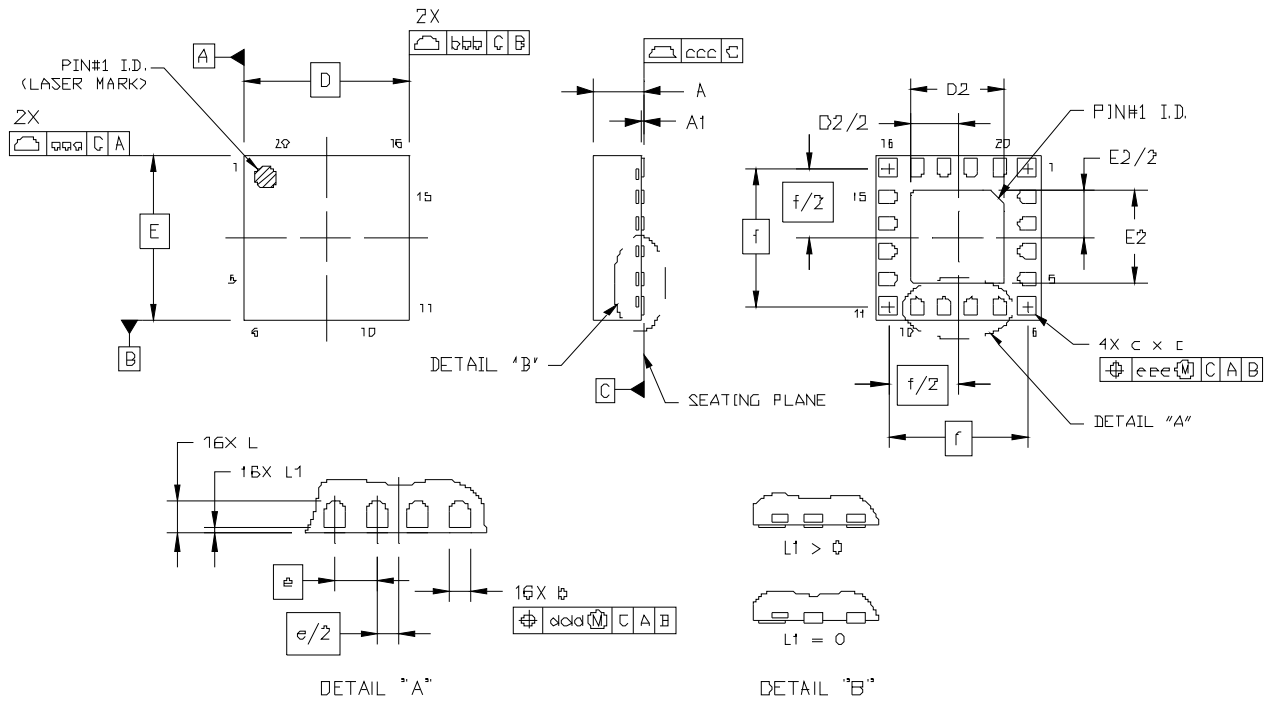 2X
bbb C B
A
D
PIN#1 I.D.
(LASER MARK)
2X
aaa C A
20
16
1
15
E
5
11
6
10
B
ccc C
A
A1
DETAIL "B"
C
SEATING PLANE
D2
D2/2
PIN#1 I.D.
16
20
1
E2/2
15
f/2
f
E2
5
11
10
6
4X c x c
eee M C A B
f/2
f
DETAIL "A"
16X L
16X L1
e
e/2
16X b
ddd M C A B
DETAIL "A"
L1 > 0
L1 = 0
DETAIL "B"